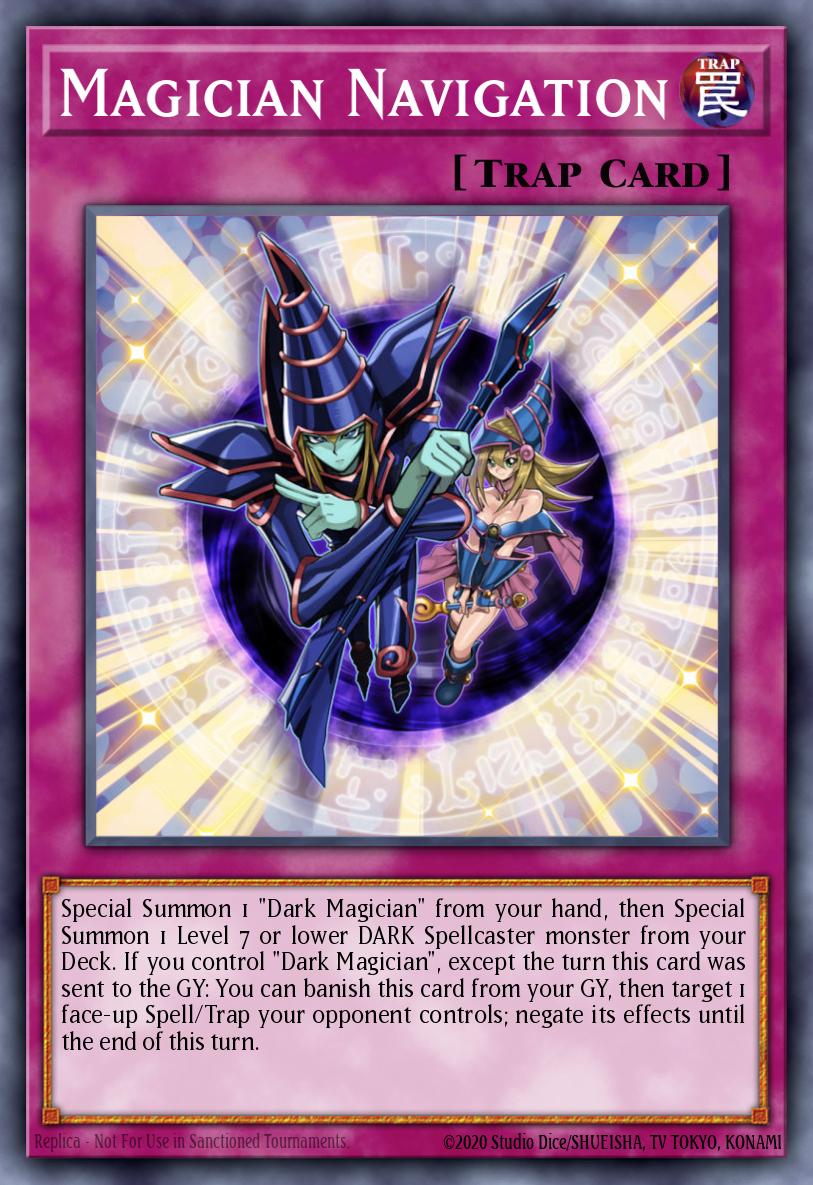 Magician Navigation
TRAP
罠
[Trap Card]
Special Summon 1 "Dark Magician" from your hand, then Special
Summon 1 Level 7 or lower DARK Spellcaster monster from your
Deck. If you control "Dark Magician", except the turn this card was
sent to the GY: You can banish this card from your GY, then target 1
face-up Spell/Trap your opponent controls; negate its effects until
the end of this turn.
Replica - Not For Use in Sanctioned Tournaments.
©2020 Studio Dice/SHUEISHA, TV TOKYO, KONAMI